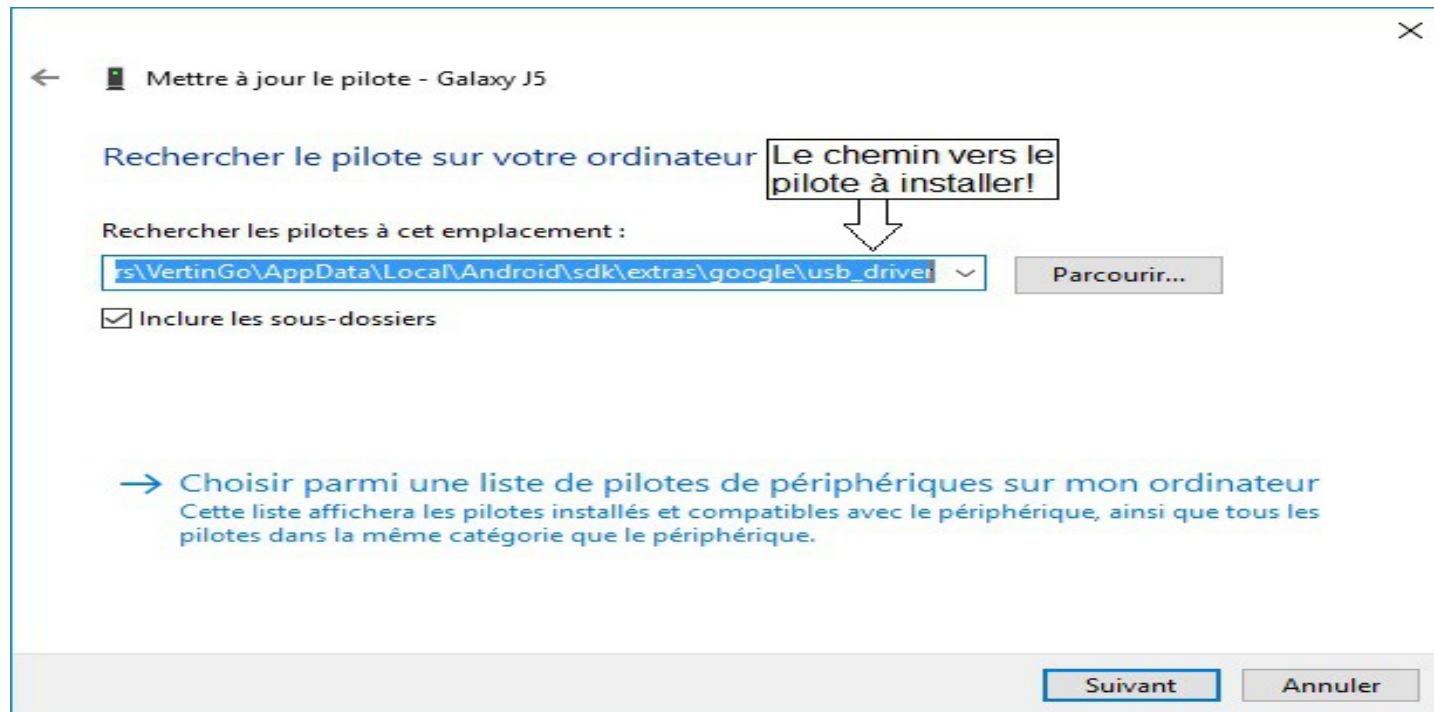 Mettre à jour le pilote - Galaxy J5
Rechercher le pilote sur votre ordinateur
Le chemin vers le
pilote à installer!
Rechercher les pilotes à cet emplacement :
rs\VertinGo\AppData\Local\Android\sdk\extras\google\usb_driver
Parcourir...
Inclure les sous-dossiers
Choisir parmi une liste de pilotes de périphériques sur mon ordinateur
Cette liste affichera les pilotes installés et compatibles avec le périphérique, ainsi que tous les
pilotes dans la même catégorie que le périphérique.
Suivant
Annuler